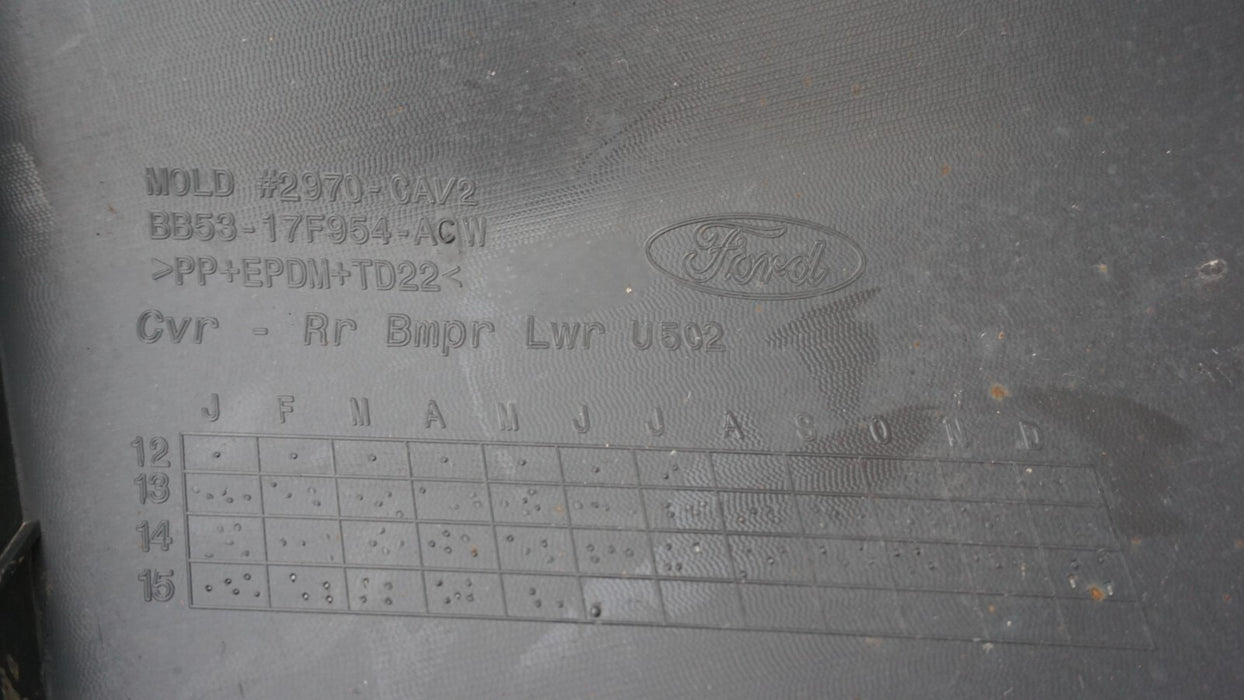 MOLD #2970-CAV2
BB53-17F954-ACW
>PP+EPDM+TD22<
Ford
Cvr - Rr Bmpr Lwr U502
J F M A M J J A S O N D
12
13
14
15